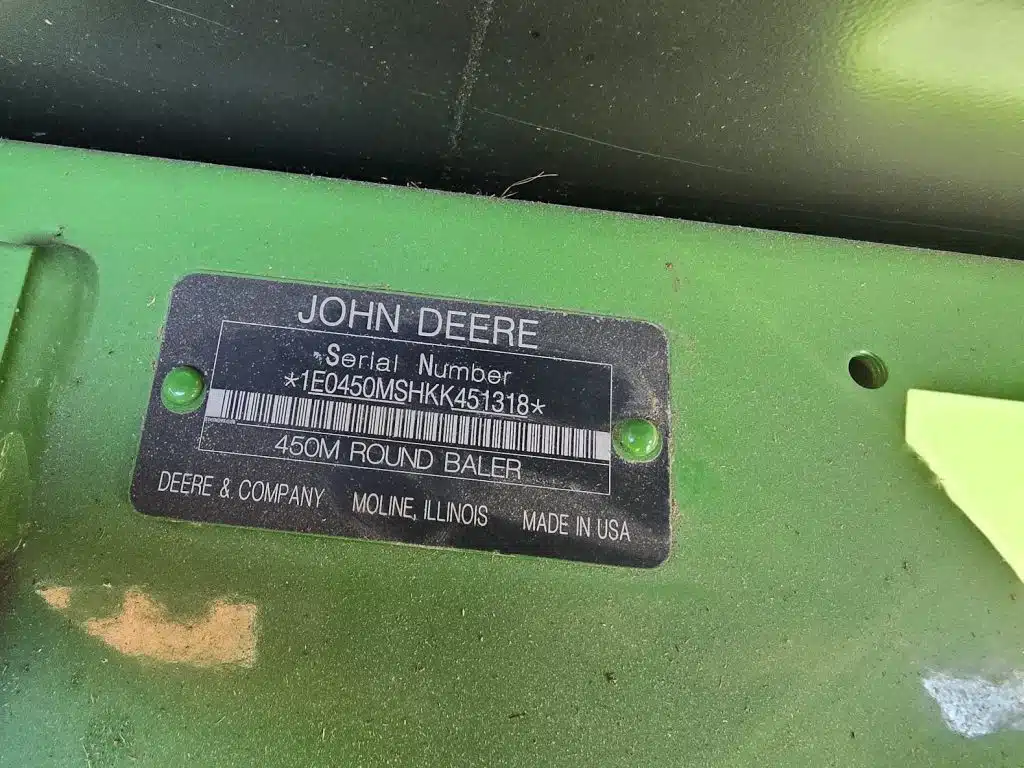 JOHN DEERE
Serial Number
*1E0450MSHKK451318*
450M ROUND BALER
DEERE & COMPANY MOLINE, ILLINOIS MADE IN USA